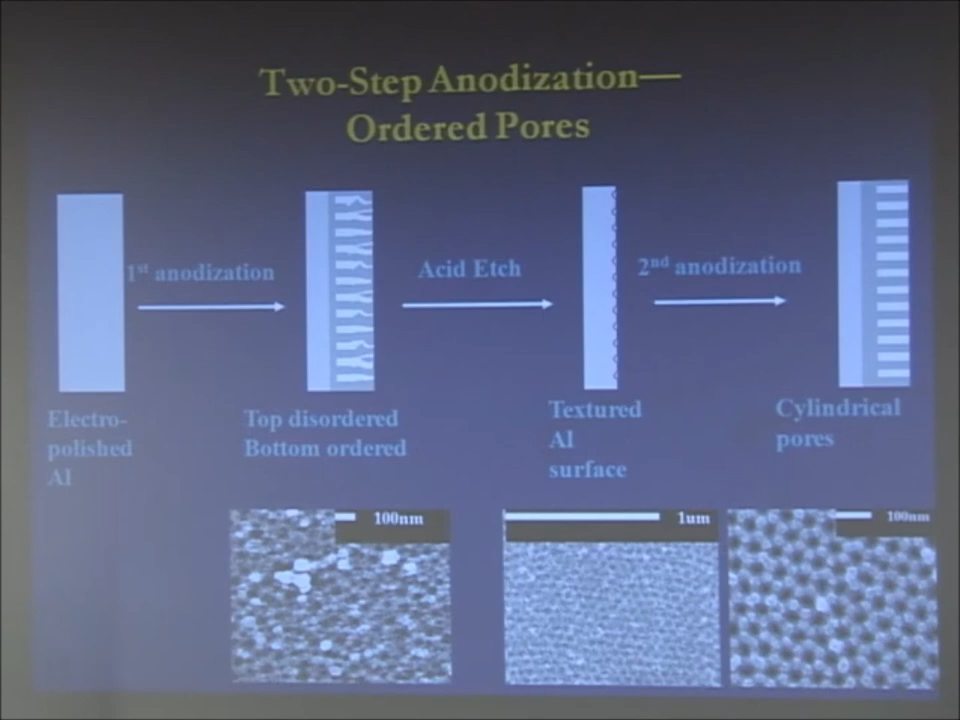 Two-Step Anodization—
Ordered Pores
1st anodization
Acid Etch
2nd anodization
Electro-
polished
Al
Top disordered
Bottom ordered
Textured
Al
surface
Cylindrical
pores
100nm
1um
100nm